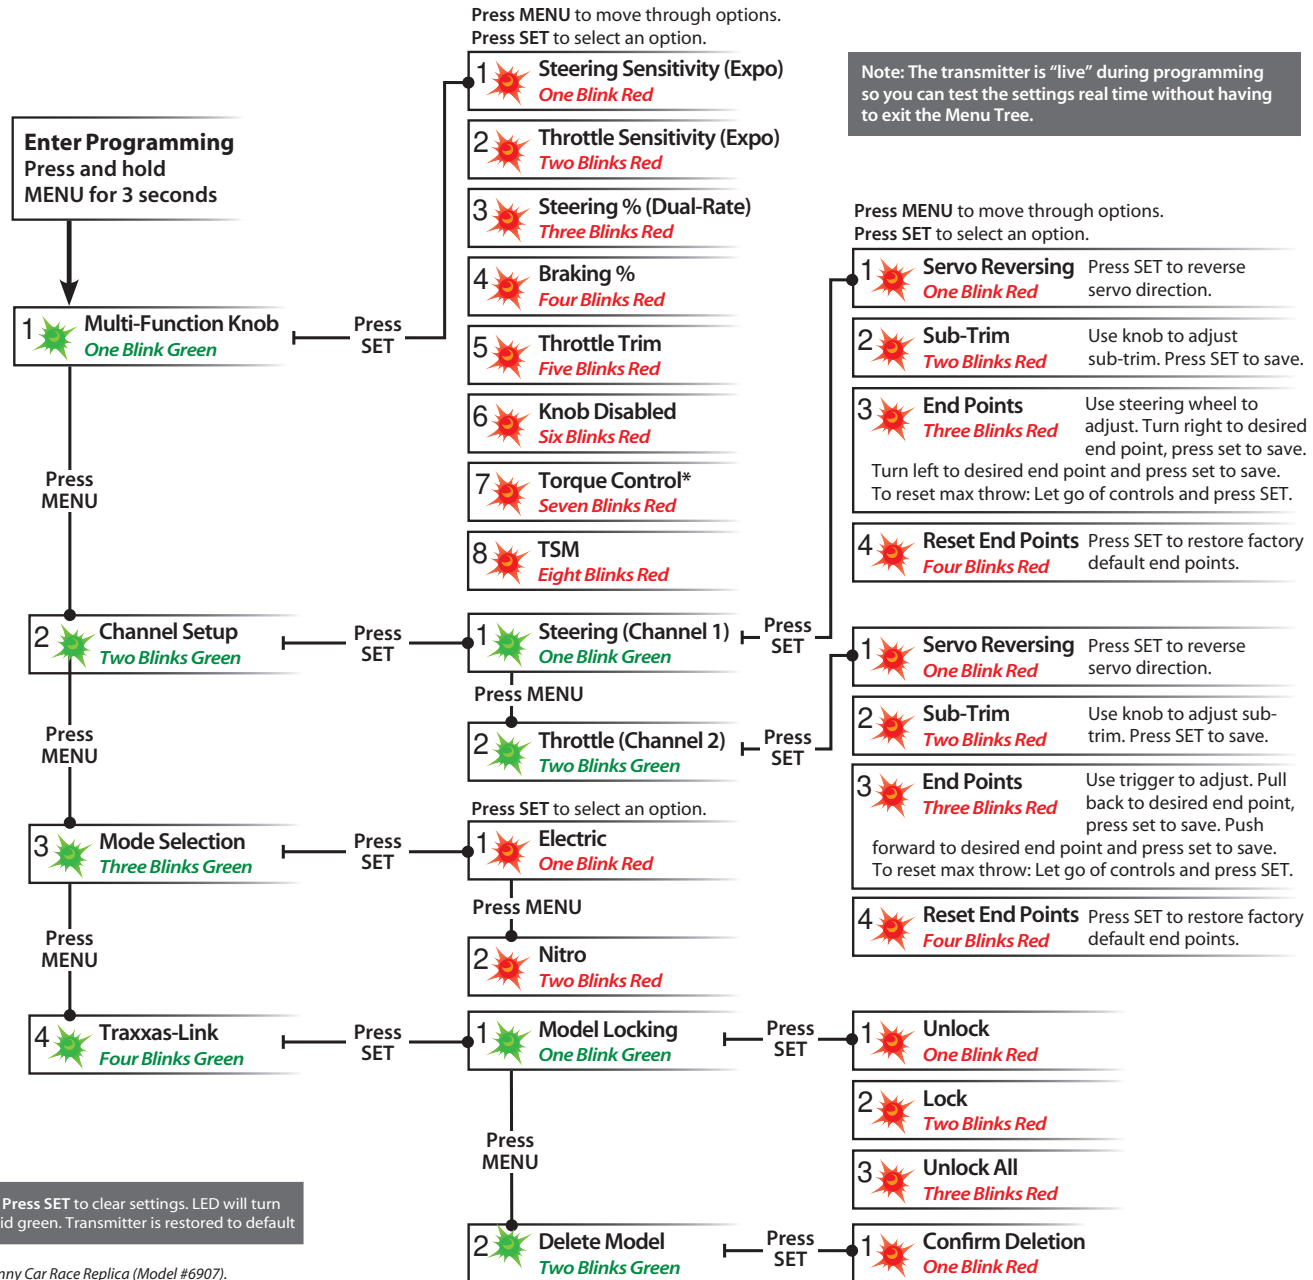 Press MENU to move through options.
Press SET to select an option.
1 Steering Sensitivity (Expo)
One Blink Red
2 Throttle Sensitivity (Expo)
Two Blinks Red
3 Steering % (Dual-Rate)
Three Blinks Red
4 Braking %
Four Blinks Red
5 Throttle Trim
Five Blinks Red
6 Knob Disabled
Six Blinks Red
7 Torque Control*
Seven Blinks Red
8 TSM
Eight Blinks Red
Note: The transmitter is “live” during programming
so you can test the settings real time without having
to exit the Menu Tree.
Enter Programming
Press and hold
MENU for 3 seconds
1 Multi-Function Knob
One Blink Green
Press
SET
Press
MENU
2 Channel Setup
Two Blinks Green
Press
SET
1 Steering (Channel 1)
One Blink Green
Press
SET
Press MENU
2 Throttle (Channel 2)
Two Blinks Green
Press
SET
Press MENU to move through options.
Press SET to select an option.
1 Servo Reversing
One Blink Red
Press SET to reverse
servo direction.
2 Sub-Trim
Two Blinks Red
Use knob to adjust
sub-trim. Press SET to save.
3 End Points
Three Blinks Red
Use steering wheel to
adjust. Turn right to desired
end point, press set to save.
Turn left to desired end point and press set to save.
To reset max throw: Let go of controls and press SET.
4 Reset End Points
Four Blinks Red
Press SET to restore factory
default end points.
1 Servo Reversing
One Blink Red
Press SET to reverse
servo direction.
2 Sub-Trim
Two Blinks Red
Use knob to adjust sub-
trim. Press SET to save.
3 End Points
Three Blinks Red
Use trigger to adjust. Pull
back to desired end point,
press set to save. Push
forward to desired end point and press set to save.
To reset max throw: Let go of controls and press SET.
4 Reset End Points
Four Blinks Red
Press SET to restore factory
default end points.
Press
MENU
3 Mode Selection
Three Blinks Green
Press
SET
Press SET to select an option.
1 Electric
One Blink Red
Press MENU
2 Nitro
Two Blinks Red
Press
MENU
4 Traxxas-Link
Four Blinks Green
Press
SET
1 Model Locking
One Blink Green
Press
SET
1 Unlock
One Blink Red
2 Lock
Two Blinks Red
3 Unlock All
Three Blinks Red
Press
MENU
2 Delete Model
Two Blinks Green
Press
SET
1 Confirm Deletion
One Blink Red
Press SET to clear settings. LED will turn
id green. Transmitter is restored to default
nny Car Race Replica (Model #6907).